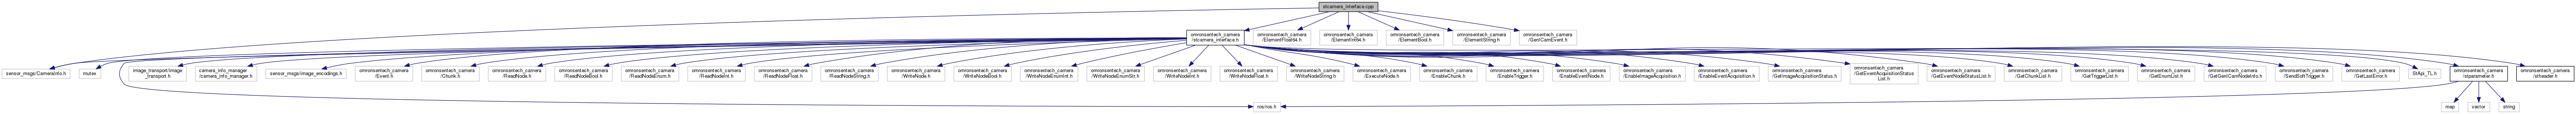 stcamera_interface.cpp
omronsentech_camera
/stcamera_interface.h
omronsentech_camera
/ElementFloat64.h
omronsentech_camera
/ElementInt64.h
omronsentech_camera
/ElementBool.h
omronsentech_camera
/ElementString.h
omronsentech_camera
/GenICamEvent.h
sensor_msgs/CameraInfo.h
mutex
image_transport/image
_transport.h
camera_info_manager
/camera_info_manager.h
sensor_msgs/image_encodings.h
omronsentech_camera
/Event.h
omronsentech_camera
/Chunk.h
omronsentech_camera
/ReadNode.h
omronsentech_camera
/ReadNodeBool.h
omronsentech_camera
/ReadNodeEnum.h
omronsentech_camera
/ReadNodeInt.h
omronsentech_camera
/ReadNodeFloat.h
omronsentech_camera
/ReadNodeString.h
omronsentech_camera
/WriteNode.h
omronsentech_camera
/WriteNodeBool.h
omronsentech_camera
/WriteNodeEnumInt.h
omronsentech_camera
/WriteNodeEnumStr.h
omronsentech_camera
/WriteNodeInt.h
omronsentech_camera
/WriteNodeFloat.h
omronsentech_camera
/WriteNodeString.h
omronsentech_camera
/ExecuteNode.h
omronsentech_camera
/EnableChunk.h
omronsentech_camera
/EnableTrigger.h
omronsentech_camera
/EnableEventNode.h
omronsentech_camera
/EnableImageAcquisition.h
omronsentech_camera
/EnableEventAcquisition.h
omronsentech_camera
/GetImageAcquisitionStatus.h
omronsentech_camera
/GetEventAcquisitionStatus
List.h
omronsentech_camera
/GetEventNodeStatusList.h
omronsentech_camera
/GetChunkList.h
omronsentech_camera
/GetTriggerList.h
omronsentech_camera
/GetEnumList.h
omronsentech_camera
/GetGenICamNodeInfo.h
omronsentech_camera
/SendSoftTrigger.h
omronsentech_camera
/GetLastError.h
StApi_TL.h
omronsentech_camera
/stparameter.h
omronsentech_camera
/stheader.h
ros/ros.h
map
vector
string